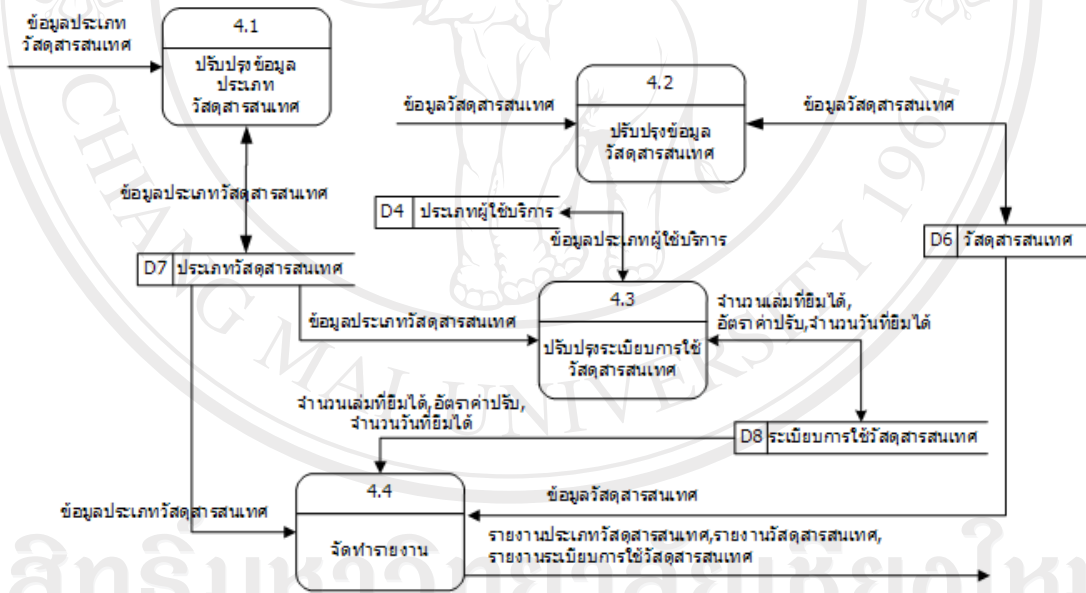 ข้อมูลประเภท
วัสดุสารสนเทศ
4.1
ปรับปรุงข้อมูล
ประเภท
วัสดุสารสนเทศ
ข้อมูลวัสดุสารสนเทศ
4.2
ปรับปรุงข้อมูล
วัสดุสารสนเทศ
ข้อมูลวัสดุสารสนเทศ
ข้อมูลประเภทวัสดุสารสนเทศ
D4 ประเภทผู้ใช้บริการ
ข้อมูลประเภทผู้ใช้บริการ
D6 วัสดุสารสนเทศ
D7 ประเภทวัสดุสารสนเทศ
ข้อมูลประเภทวัสดุสารสนเทศ
4.3
ปรับปรุงระเบียบการใช้
วัสดุสารสนเทศ
จำนวนเล่มที่ยืมได้,
อัตราค่าปรับ,จำนวนวันที่ยืมได้
จำนวนเล่มที่ยืมได้,อัตราค่าปรับ,
จำนวนวันที่ยืมได้
D8 ระเบียบการใช้วัสดุสารสนเทศ
ข้อมูลประเภทวัสดุสารสนเทศ
4.4
จัดทำรายงาน
ข้อมูลวัสดุสารสนเทศ
รายงานประเภทวัสดุสารสนเทศ,รายงานวัสดุสารสนเทศ,
รายงานระเบียบการใช้วัสดุสารสนเทศ
CHIANG MAI UNIVERSITY 1964
สิทธิมหาวิทยาลัยเชียงให